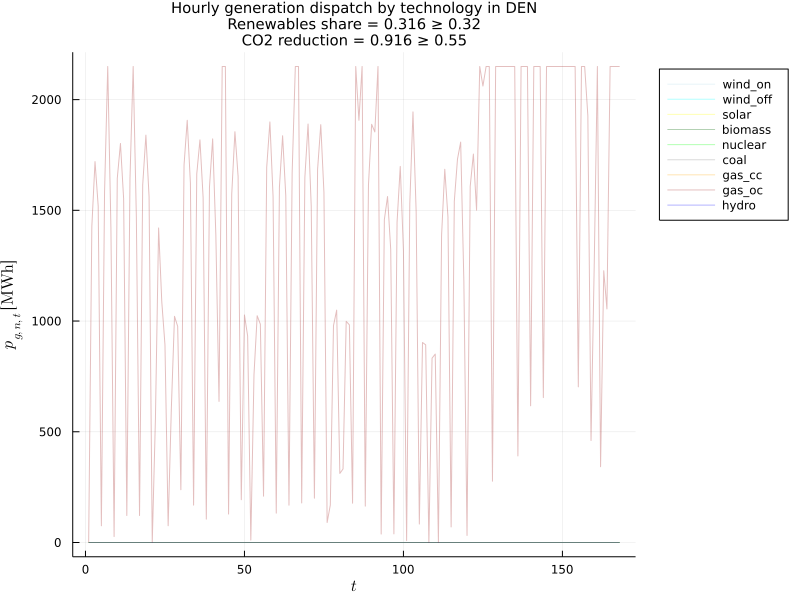 Hourly generation dispatch by technology in DEN
Renewables share = 0.316 ≥ 0.32
CO2 reduction = 0.916 ≥ 0.55
wind_on
wind_off
solar
biomass
nuclear
coal
gas_cc
gas_oc
hydro
2000
1500
1000
500
0
p g, n, t [MWh]
0 50 100 150
t